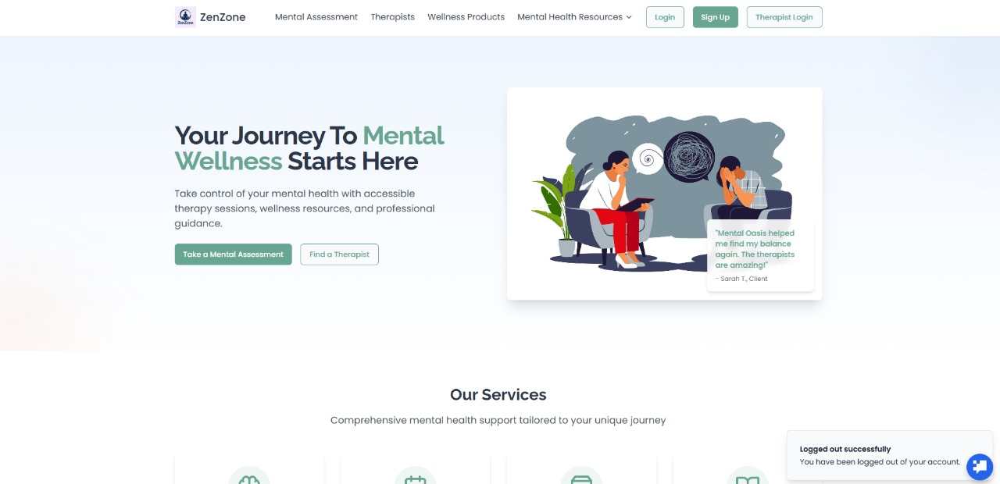 ZenZone
ZenZone
Mental Assessment
Therapists
Wellness Products
Mental Health Resources
Login
Sign Up
Therapist Login
Your Journey To Mental
Wellness Starts Here
Take control of your mental health with accessible
therapy sessions, wellness resources, and professional
guidance.
Take a Mental Assessment
Find a Therapist
"Mental Oasis helped
me find my balance
again. The therapists
are amazing!"
- Sarah T., Client
Our Services
Comprehensive mental health support tailored to your unique journey
Logged out successfully
You have been logged out of your account.